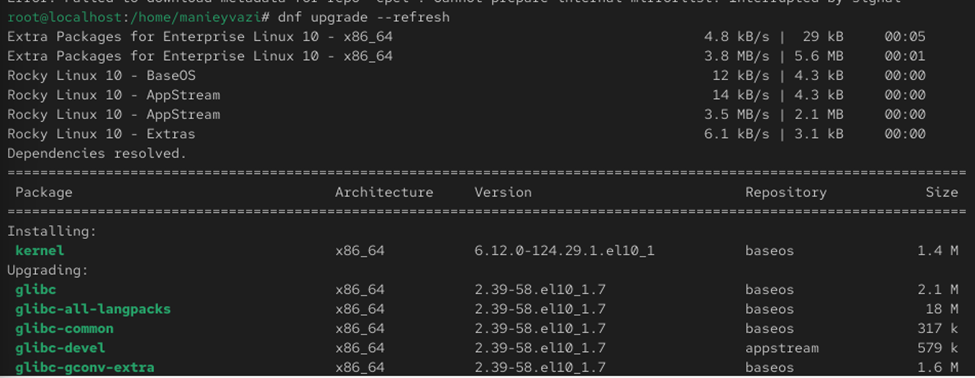 Error: Failed to download metadata for repo 'epel': Cannot prepare internal mirrorlist: Interrupted by signal
root@localhost:/home/manieyvazi# dnf upgrade --refresh
Extra Packages for Enterprise Linux 10 - x86_64 4.8 kB/s | 29 kB 00:05
Extra Packages for Enterprise Linux 10 - x86_64 3.8 MB/s | 5.6 MB 00:01
Rocky Linux 10 - BaseOS 12 kB/s | 4.3 kB 00:00
Rocky Linux 10 - AppStream 14 kB/s | 4.3 kB 00:00
Rocky Linux 10 - AppStream 3.5 MB/s | 2.1 MB 00:00
Rocky Linux 10 - Extras 6.1 kB/s | 3.1 kB 00:00
Dependencies resolved.
Package Architecture Version Repository Size
Installing:
kernel x86_64 6.12.0-124.29.1.el10_1 baseos 1.4 M
Upgrading:
glibc x86_64 2.39-58.el10_1.7 baseos 2.1 M
glibc-all-langpacks x86_64 2.39-58.el10_1.7 baseos 18 M
glibc-common x86_64 2.39-58.el10_1.7 baseos 317 k
glibc-devel x86_64 2.39-58.el10_1.7 appstream 579 k
glibc-gconv-extra x86_64 2.39-58.el10_1.7 baseos 1.6 M